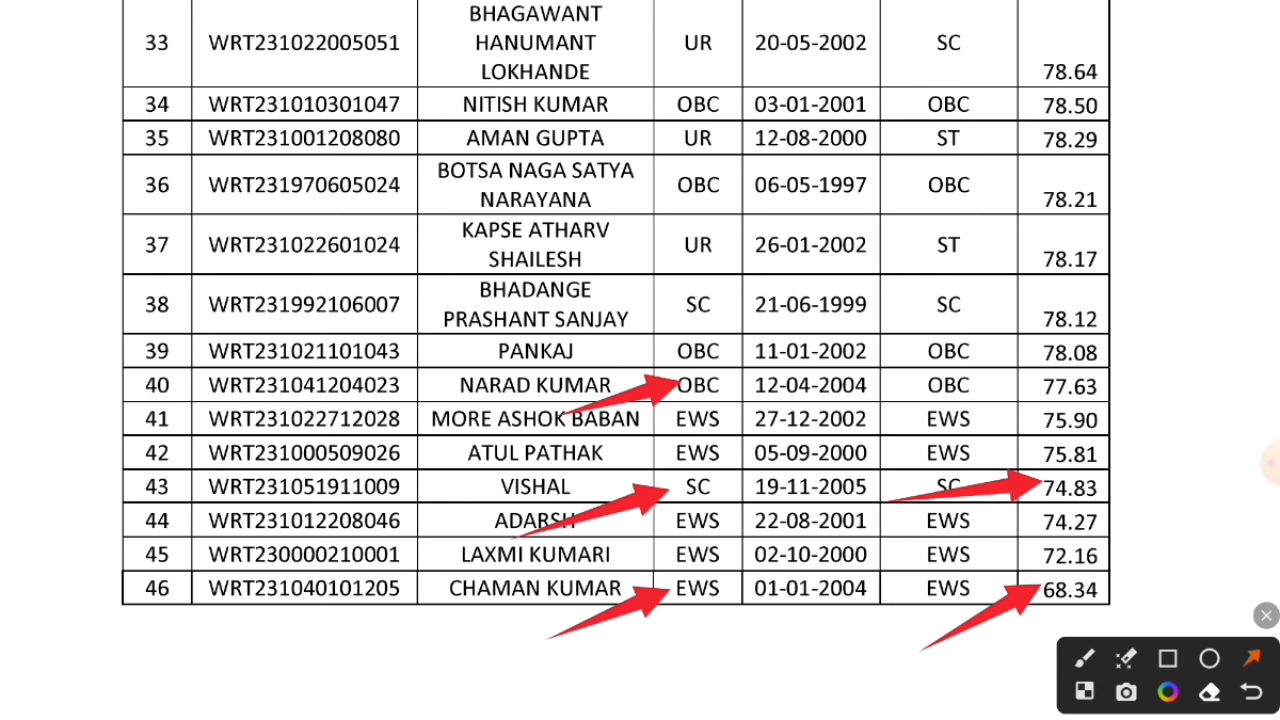 BHAGAWANT
33 WRT231022005051 HANUMANT UR 20-05-2002 SC
LOKHANDE 78.64
34 WRT231010301047 NITISH KUMAR OBC 03-01-2001 OBC 78.50
35 WRT231001208080 AMAN GUPTA UR 12-08-2000 ST 78.29
BOTSA NAGA SATYA
36 WRT231970605024 OBC 06-05-1997 OBC
NARAYANA 78.21
KAPSE ATHARV
37 WRT231022601024 UR 26-01-2002 ST
SHAILESH 78.17
BHADANGE
38 WRT231992106007 SC 21-06-1999 SC
PRASHANT SANJAY 78.12
39 WRT231021101043 PANKAJ OBC 11-01-2002 OBC 78.08
40 WRT231041204023 NARAD KUMAR OBC 12-04-2004 OBC 77.63
41 WRT231022712028 MORE ASHOK BABAN EWS 27-12-2002 EWS 75.90
42 WRT231000509026 ATUL PATHAK EWS 05-09-2000 EWS 75.81
43 WRT231051911009 VISHAL SC 19-11-2005 SC 74.83
44 WRT231012208046 ADARSH EWS 22-08-2001 EWS 74.27
45 WRT230000210001 LAXMI KUMARI EWS 02-10-2000 EWS 72.16
46 WRT231040101205 CHAMAN KUMAR EWS 01-01-2004 EWS 68.34